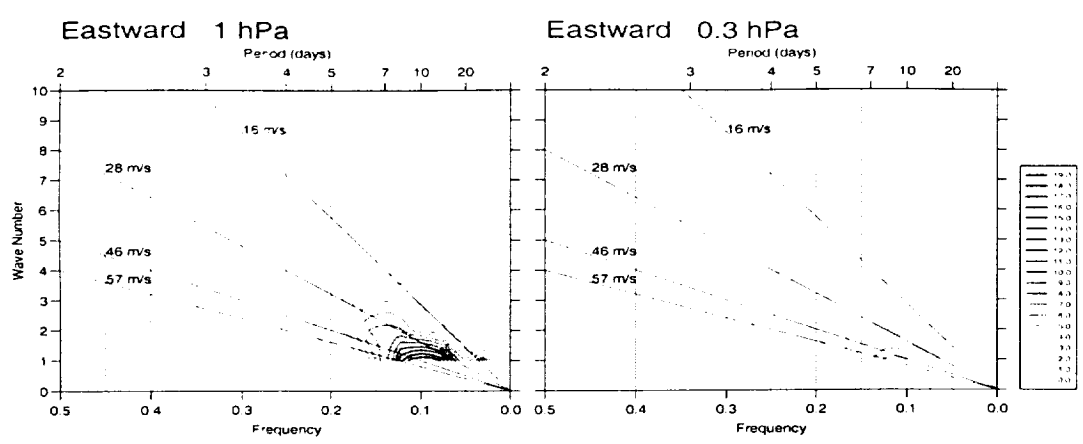 Eastward 1 hPa
Period (days)
2 3 4 5 7 10 20
10
9
8
7
6
5
4
3
2
1
0
Wave Number
16 m/s
28 m/s
46 m/s
57 m/s
0.5 0.4 0.3 0.2 0.1 0.0
Frequency
Eastward 0.3 hPa
Period (days)
2 3 4 5 7 10 20
16 m/s
28 m/s
46 m/s
57 m/s
0.5 0.4 0.3 0.2 0.1 0.0
Frequency